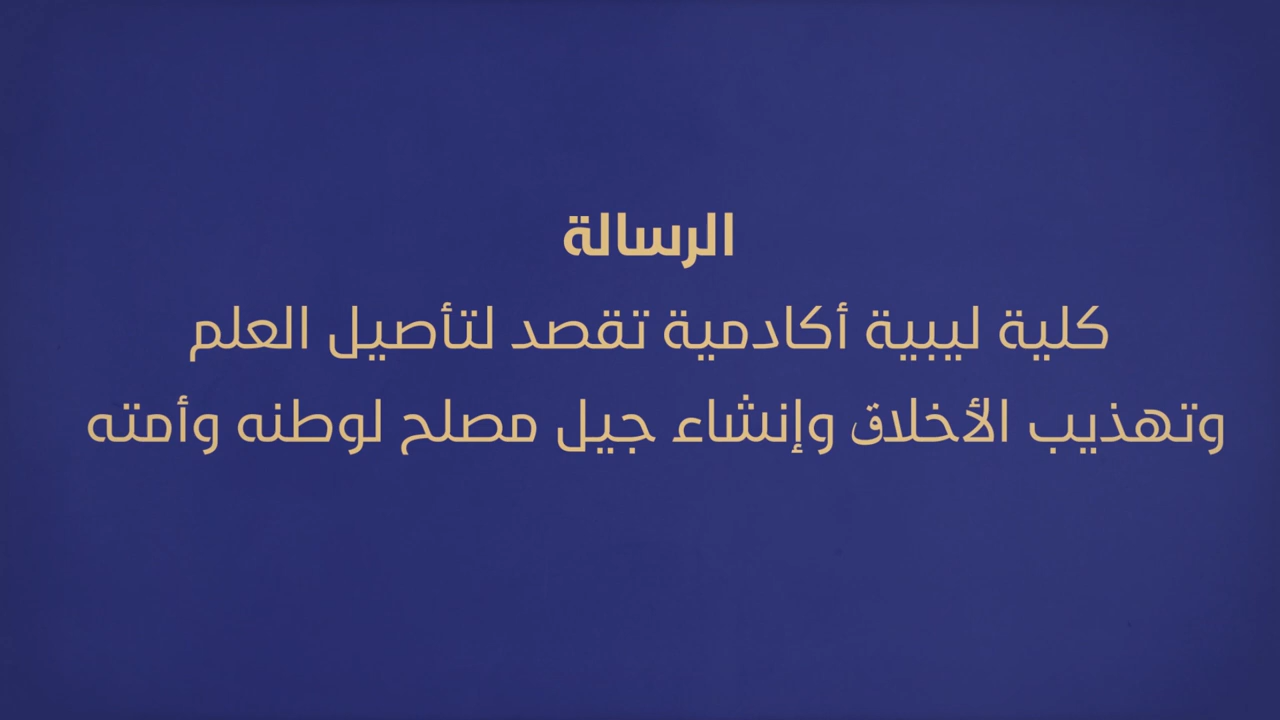 الرسالة
كلية ليبية أكادمية تقصد لتأصيل العلم
وتهذيب الأخلاق وإنشاء جيل مصلح لوطنه وأمته